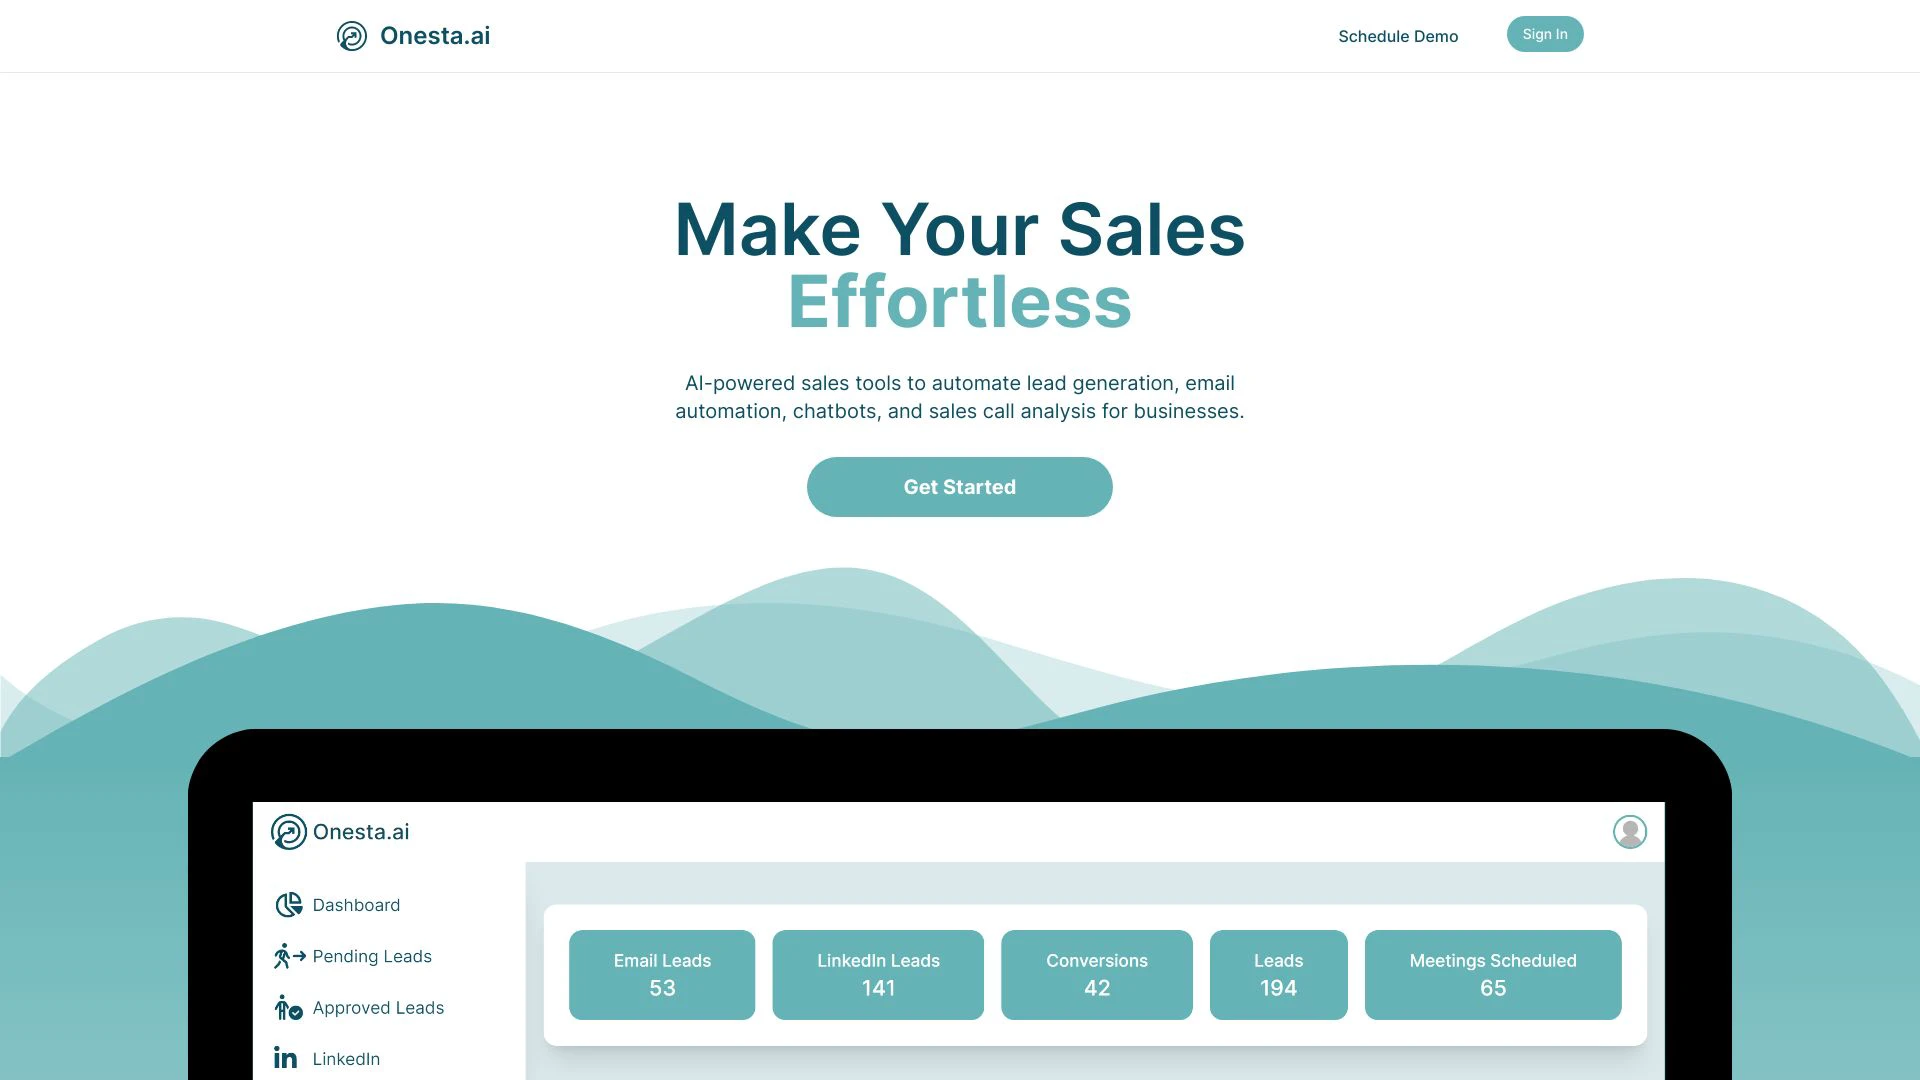 Onesta.ai
Schedule Demo
Sign In
Make Your Sales
Effortless
AI-powered sales tools to automate lead generation, email
automation, chatbots, and sales call analysis for businesses.
Get Started
Onesta.ai
Dashboard
Pending Leads
Approved Leads
LinkedIn
Email Leads
53
LinkedIn Leads
141
Conversions
42
Leads
194
Meetings Scheduled
65